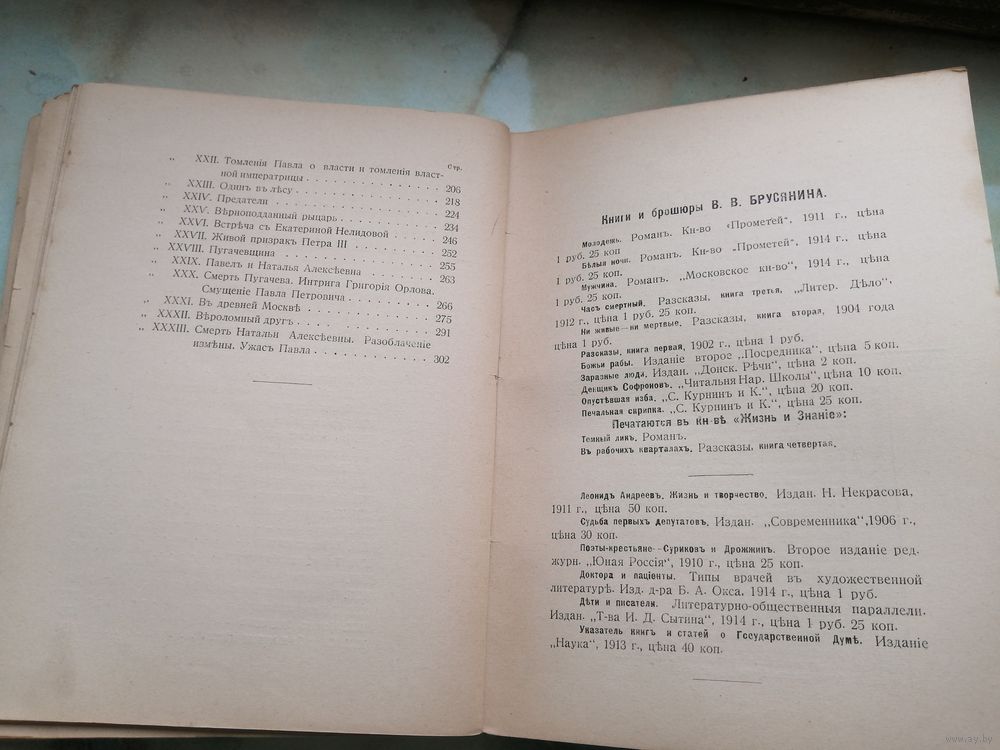 Стр.
„ XXII. Томленія Павла о власти и томленія власт-
ной императрицы . . . . . . . . . . . . . . 206
„ XXIII. Одинъ въ лѣсу . . . . . . . . . . . . . . 218
„ XXIV. Предатели . . . . . . . . . . . . . . . . 224
„ XXV. Вѣрноподданный рыцарь . . . . . . . . . . 234
„ XXVI. Встрѣча съ Екатериной Нелидовой . . . . . 246
„ XXVII. Живой призракъ Петра III . . . . . . . . . 252
„ XXVIII. Пугачевщина . . . . . . . . . . . . . . . 255
„ XXIX. Павелъ и Наталья Алексѣевна . . . . . . . 263
„ XXX. Смерть Пугачева. Интрига Григорія Орлова.
Смущеніе Павла Петровича . . . . . . . . . 266
„ XXXI. Въ древней Москвѣ . . . . . . . . . . . . 275
„ XXXII. Вѣроломный другъ . . . . . . . . . . . . . 291
„ XXXIII. Смерть Натальи Алексѣевны. Разоблаченіе
измѣны. Ужасъ Павла . . . . . . . . . . . . 302
Книги и брошюры В. В. БРУСЯНИНА.
Молодежь. Романъ. Кн-во „Прометей“, 1911 г., цѣна
1 руб. 25 коп
Бѣлыя ночи. Романъ. Кн-во „Прометей“, 1914 г., цѣна
1 руб. 25 коп.
Мужчина. Романъ. „Московское кн-во“, 1914 г., цѣна
1 руб. 25 коп.
Часъ смертный. Разсказы, книга третья, „Литер. Дѣло“,
1912 г., цѣна 1 руб. 25 коп.
Ни живые—ни мертвые. Разсказы, книга вторая, 1904 года
цѣна 1 руб.
Разсказы, книга первая, 1902 г., цѣна 1 руб.
Божьи рабы. Изданіе второе „Посредника“, цѣна 5 коп.
Заразные люди. Издан. „Донск. Рѣчи“, цѣна 2 коп.
Денщикъ Софроновъ. „Читальня Нар. Школы“, цѣна 10 коп.
Опустѣвшая изба. „С. Курнинъ и К.“, цѣна 20 коп.
Печальная скрипка. „С. Курнинъ и К.“, цѣна 25 коп.
Печатаются въ кн-вѣ «Жизнь и Знаніе»:
Темный ликъ. Романъ.
Въ рабочихъ кварталахъ. Разсказы, книга четвертая.
Леонидъ Андреевъ. Жизнь и творчество. Издан. Н. Некрасова,
1911 г., цѣна 50 коп.
Судьба первыхъ депутатовъ. Издан. „Современника“,1906 г.,
цѣна 30 коп.
Поэты-крестьяне—Суриковъ и Дрожжинъ. Второе изданіе ред.
журн. „Юная Россія“, 1910 г., цѣна 25 коп.
Доктора и паціенты. Типы врачей въ художественной
литературѣ. Изд. д-ра Б. А. Окса, 1914 г., цѣна 1 руб.
Дѣти и писатели. Литературно-общественныя параллели.
Издан. „Т-ва И. Д. Сытина“, 1914 г., цѣна 1 руб. 25 коп.
Указатель книгъ и статей о Государственной Думѣ. Изданіе
„Наука“, 1913 г., цѣна 40 коп.
www.ay.by